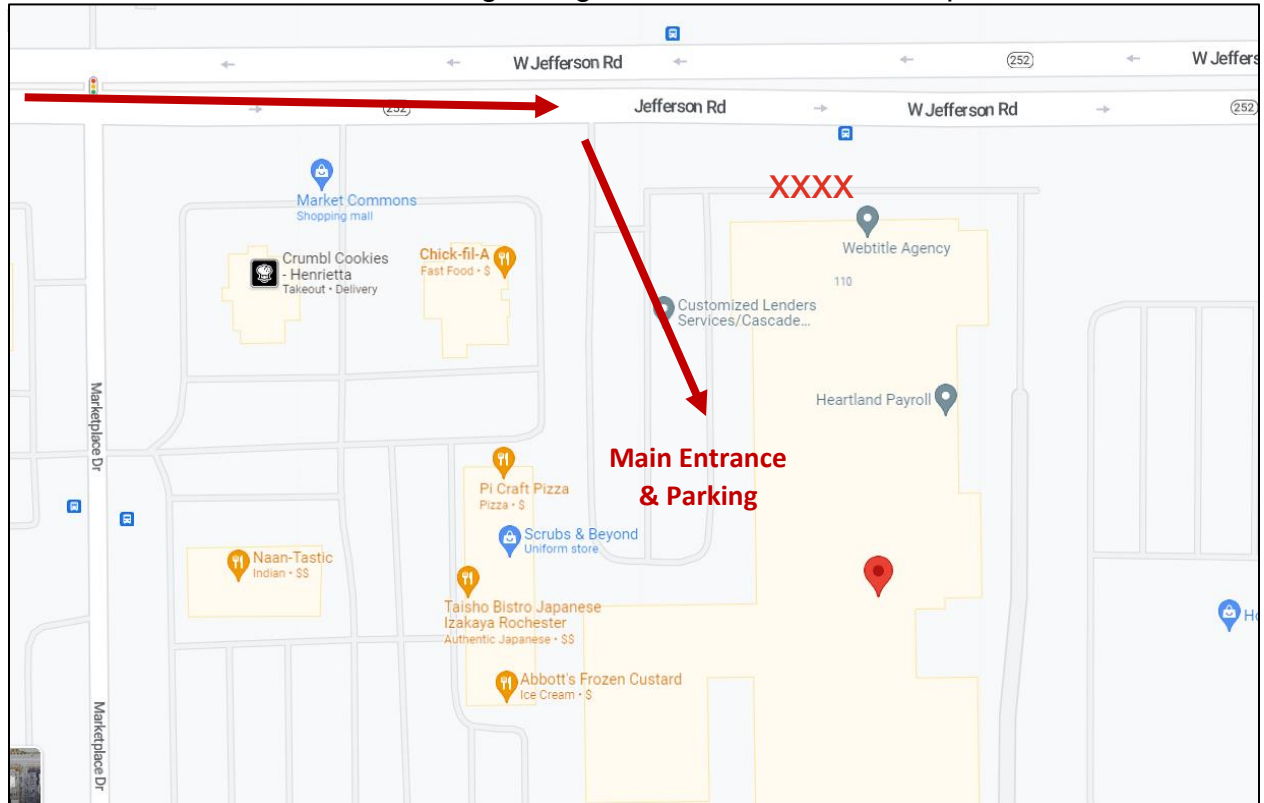 W Jefferson Rd
252
W Jeffers
252
Jefferson Rd
W Jefferson Rd
252
XXXX
Market Commons
Shopping mall
Webtitle Agency
110
Crumbl Cookies
- Henrietta
Takeout • Delivery
Chick-fil-A
Fast Food • $
Customized Lenders
Services/Cascade...
Heartland Payroll
Marketplace Dr
Main Entrance
& Parking
Pi Craft Pizza
Pizza • $
Scrubs & Beyond
Uniform store
Naan-Tastic
Indian • $$
Taisho Bistro Japanese
Izakaya Rochester
Authentic Japanese • $$
Ho
Abbott's Frozen Custard
Ice Cream • $
Marketplace Dr